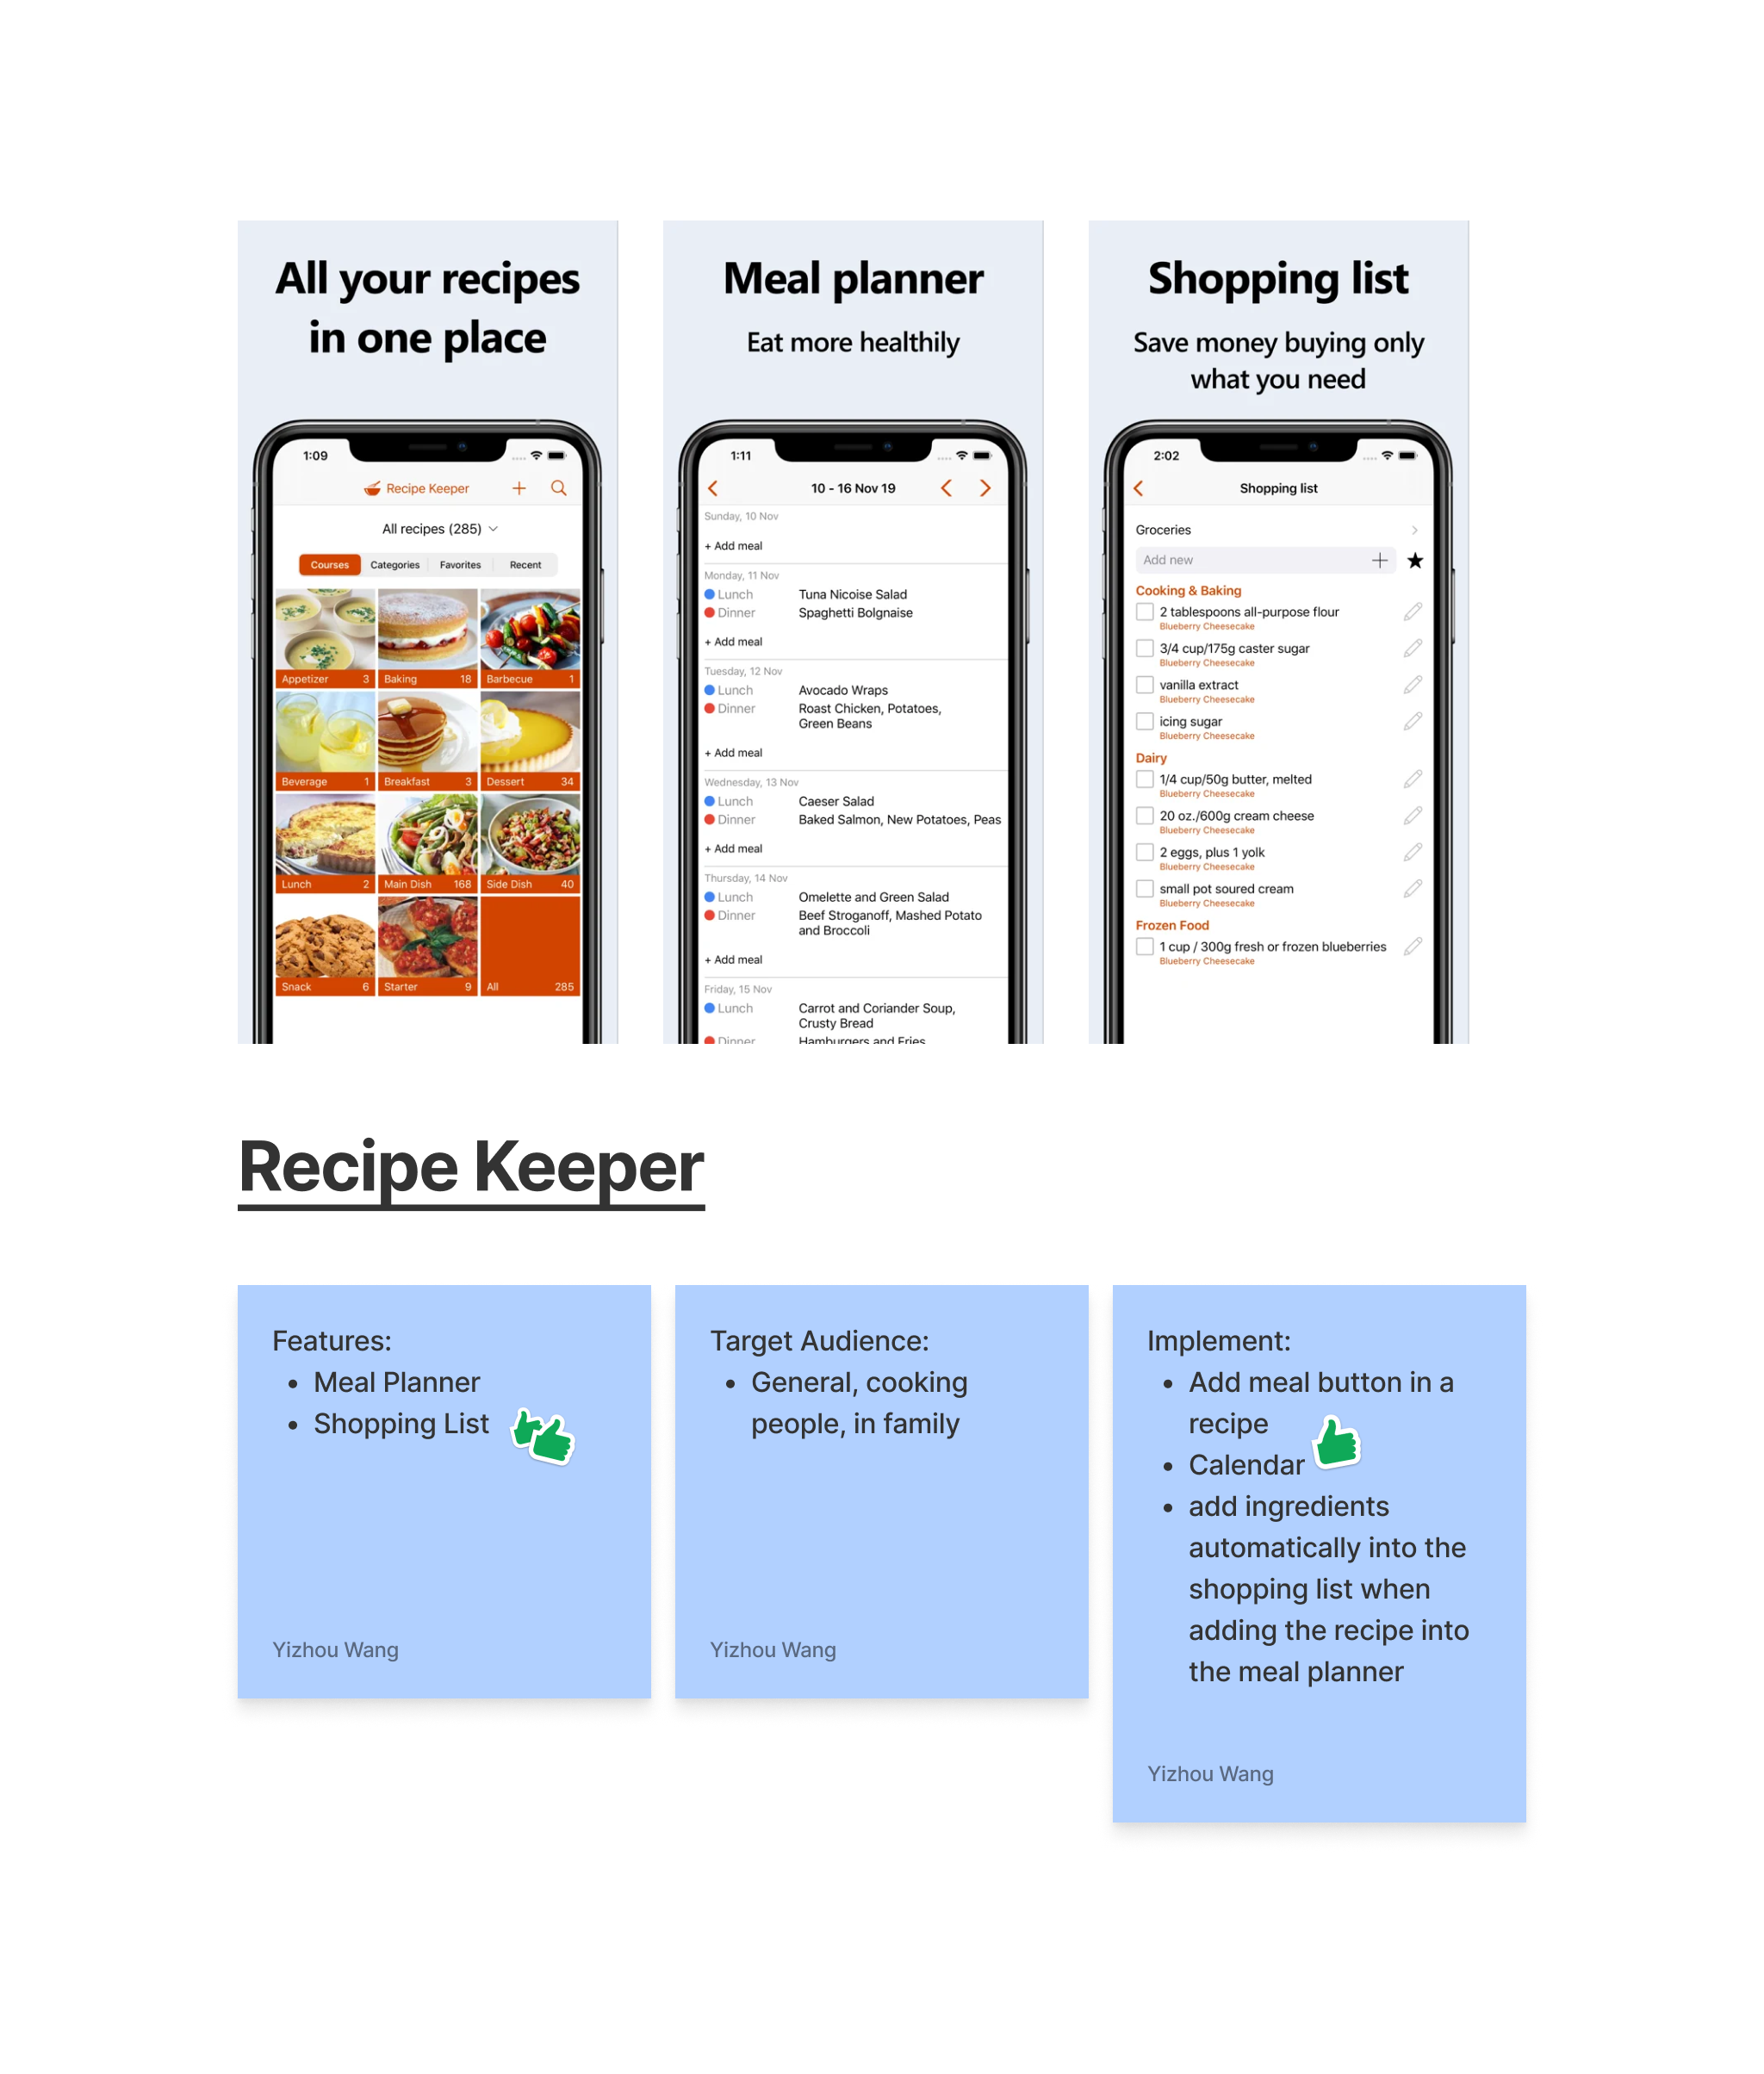 All your recipes
in one place
1:09
Recipe Keeper
All recipes (285)
Courses Categories Favorites Recent
Appetizer 3 Baking 18 Barbecue 1
Beverage 1 Breakfast 3 Dessert 34
Lunch 2 Main Dish 168 Side Dish 40
Snack 6 Starter 9 All 285
Meal planner
Eat more healthily
1:11
10 - 16 Nov 19
Sunday, 10 Nov
+ Add meal
Monday, 11 Nov
Lunch Tuna Nicoise Salad
Dinner Spaghetti Bolgnaise
+ Add meal
Tuesday, 12 Nov
Lunch Avocado Wraps
Dinner Roast Chicken, Potatoes,
Green Beans
+ Add meal
Wednesday, 13 Nov
Lunch Caeser Salad
Dinner Baked Salmon, New Potatoes, Peas
+ Add meal
Thursday, 14 Nov
Lunch Omelette and Green Salad
Dinner Beef Stroganoff, Mashed Potato
and Broccoli
+ Add meal
Friday, 15 Nov
Lunch Carrot and Coriander Soup,
Crusty Bread
Dinner Hamburgers and Fries
Shopping list
Save money buying only
what you need
2:02
Shopping list
Groceries
Add new
Cooking & Baking
2 tablespoons all-purpose flour
Blueberry Cheesecake
3/4 cup/175g caster sugar
Blueberry Cheesecake
vanilla extract
Blueberry Cheesecake
icing sugar
Blueberry Cheesecake
Dairy
1/4 cup/50g butter, melted
Blueberry Cheesecake
20 oz./600g cream cheese
Blueberry Cheesecake
2 eggs, plus 1 yolk
Blueberry Cheesecake
small pot soured cream
Blueberry Cheesecake
Frozen Food
1 cup / 300g fresh or frozen blueberries
Blueberry Cheesecake
Recipe Keeper
Features:
• Meal Planner
• Shopping List
Yizhou Wang
Target Audience:
• General, cooking
people, in family
Yizhou Wang
Implement:
• Add meal button in a
recipe
• Calendar
• add ingredients
automatically into the
shopping list when
adding the recipe into
the meal planner
Yizhou Wang